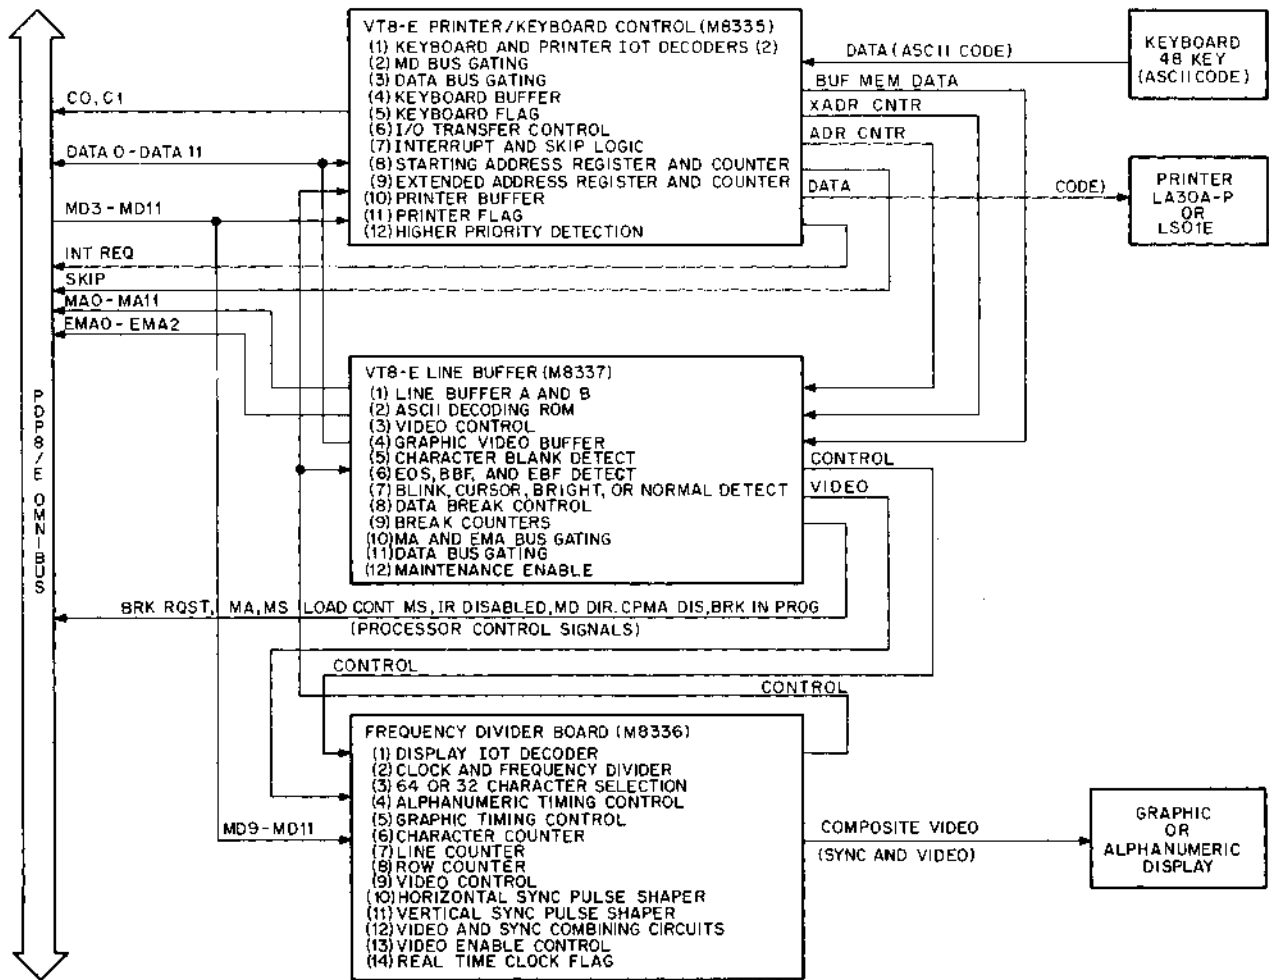 VT8-E PRINTER/KEYBOARD CONTROL (M8335)
(1) KEYBOARD AND PRINTER IOT DECODERS (2)
(2) MD BUS GATING
(3) DATA BUS GATING
(4) KEYBOARD BUFFER
(5) KEYBOARD FLAG
(6) I/O TRANSFER CONTROL
(7) INTERRUPT AND SKIP LOGIC
(8) STARTING ADDRESS REGISTER AND COUNTER
(9) EXTENDED ADDRESS REGISTER AND COUNTER
(10) PRINTER BUFFER
(11) PRINTER FLAG
(12) HIGHER PRIORITY DETECTION
DATA (ASCII CODE)
BUF MEM DATA
XADR CNTR
ADR CNTR
DATA CODE)
KEYBOARD
48 KEY
(ASCII CODE)
PRINTER
LA30A-P
OR
LS01E
CO, C1
DATA 0-DATA 11
MD3-MD11
INT REQ
SKIP
MA0-MA11
EMA0-EMA2
PDP8/E OMNIBUS
VT8-E LINE BUFFER (M8337)
(1) LINE BUFFER A AND B
(2) ASCII DECODING ROM
(3) VIDEO CONTROL
(4) GRAPHIC VIDEO BUFFER
(5) CHARACTER BLANK DETECT
(6) EOS, BBF, AND EBF DETECT
(7) BLINK, CURSOR, BRIGHT, OR NORMAL DETECT
(8) DATA BREAK CONTROL
(9) BREAK COUNTERS
(10) MA AND EMA BUS GATING
(11) DATA BUS GATING
(12) MAINTENANCE ENABLE
CONTROL
VIDEO
BRK RQST, MA, MS LOAD CONT MS, IR DISABLED, MD DIR. CPMA DIS, BRK IN PROG
(PROCESSOR CONTROL SIGNALS)
CONTROL
CONTROL
FREQUENCY DIVIDER BOARD (M8336)
(1) DISPLAY IOT DECODER
(2) CLOCK AND FREQUENCY DIVIDER
(3) 64 OR 32 CHARACTER SELECTION
(4) ALPHANUMERIC TIMING CONTROL
(5) GRAPHIC TIMING CONTROL
(6) CHARACTER COUNTER
(7) LINE COUNTER
(8) ROW COUNTER
(9) VIDEO CONTROL
(10) HORIZONTAL SYNC PULSE SHAPER
(11) VERTICAL SYNC PULSE SHAPER
(12) VIDEO AND SYNC COMBINING CIRCUITS
(13) VIDEO ENABLE CONTROL
(14) REAL TIME CLOCK FLAG
MD9-MD11
COMPOSITE VIDEO
(SYNC AND VIDEO)
GRAPHIC
OR
ALPHANUMERIC
DISPLAY